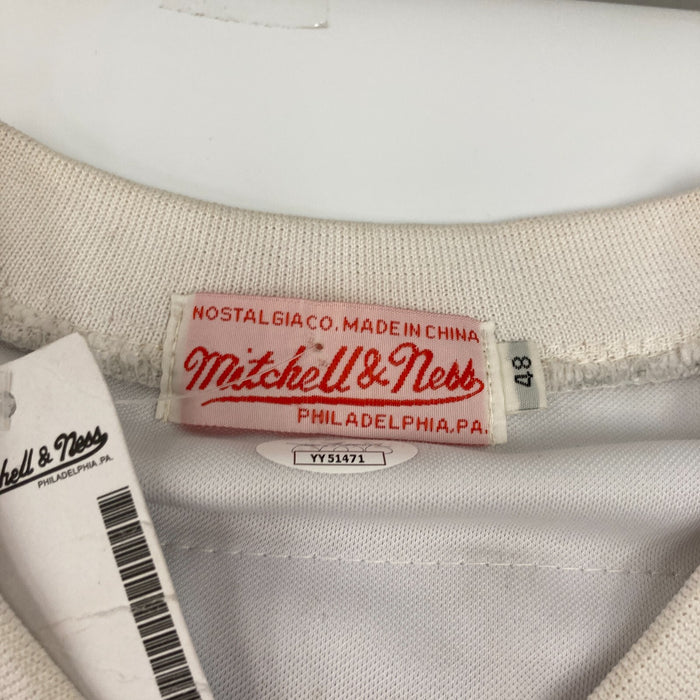 NOSTALGIA CO. MADE IN CHINA
Mitchell & Ness
PHILADELPHIA, PA.
48
YY51471
hell & Ness
PHILADELPHIA, PA.